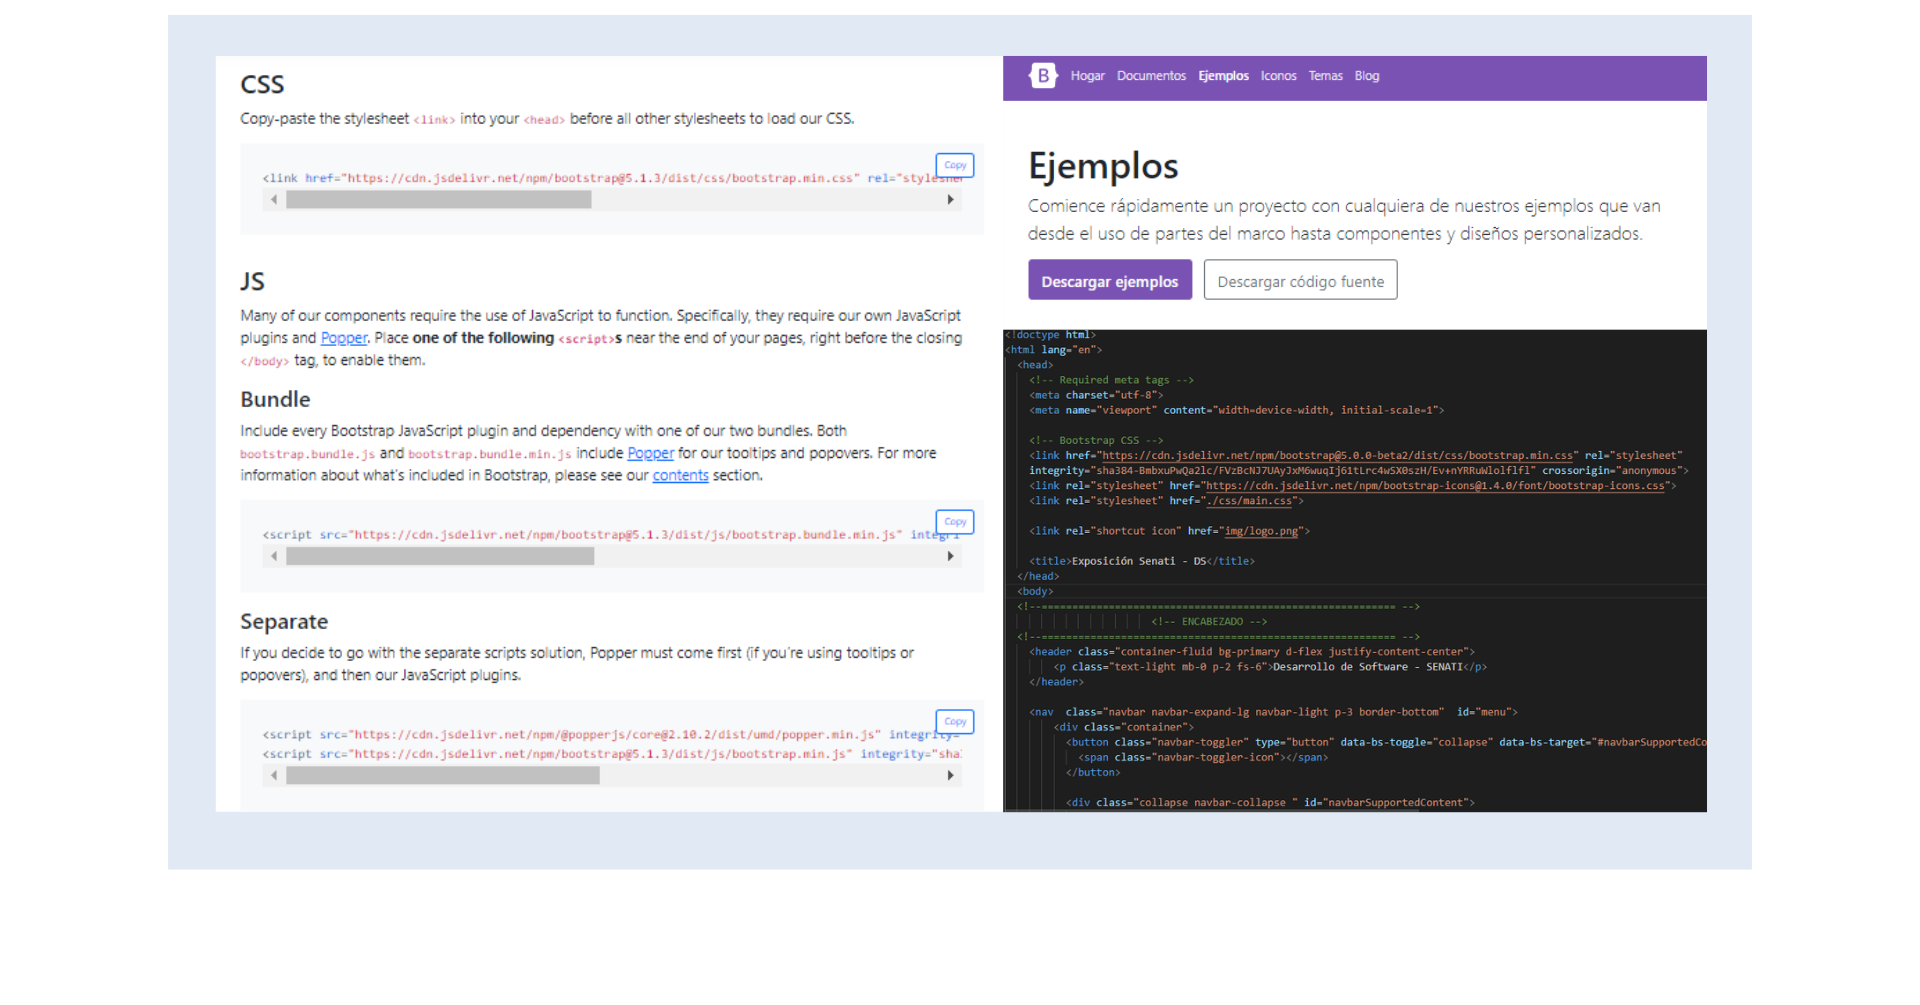 CSS
Copy-paste the stylesheet <link> into your <head> before all other stylesheets to load our CSS.
Copy
<link href="https://cdn.jsdelivr.net/npm/bootstrap@5.1.3/dist/css/bootstrap.min.css" rel="stylesheet
JS
Many of our components require the use of JavaScript to function. Specifically, they require our own JavaScript
plugins and Popper. Place one of the following <script>s near the end of your pages, right before the closing
</body> tag, to enable them.
Bundle
Include every Bootstrap JavaScript plugin and dependency with one of our two bundles. Both
bootstrap.bundle.js and bootstrap.bundle.min.js include Popper for our tooltips and popovers. For more
information about what's included in Bootstrap, please see our contents section.
Copy
<script src="https://cdn.jsdelivr.net/npm/bootstrap@5.1.3/dist/js/bootstrap.bundle.min.js" integri
Separate
If you decide to go with the separate scripts solution, Popper must come first (if you're using tooltips or
popovers), and then our JavaScript plugins.
Copy
<script src="https://cdn.jsdelivr.net/npm/@popperjs/core@2.10.2/dist/umd/popper.min.js" integrity=
<script src="https://cdn.jsdelivr.net/npm/bootstrap@5.1.3/dist/js/bootstrap.min.js" integrity="sha
B Hogar Documentos Ejemplos Iconos Temas Blog
Ejemplos
Comience rápidamente un proyecto con cualquiera de nuestros ejemplos que van
desde el uso de partes del marco hasta componentes y diseños personalizados.
Descargar ejemplos Descargar código fuente
<!doctype html>
<html lang="en">
<head>
<!-- Required meta tags -->
<meta charset="utf-8">
<meta name="viewport" content="width=device-width, initial-scale=1">
<!-- Bootstrap CSS -->
<link href="https://cdn.jsdelivr.net/npm/bootstrap@5.0.0-beta2/dist/css/bootstrap.min.css" rel="stylesheet"
integrity="sha384-BmbxuPwQa2lc/FVzBcNJ7UAyJxM6wuqIj61tLrc4wSX0szH/Ev+nYRRuWlolflfl" crossorigin="anonymous">
<link rel="stylesheet" href="https://cdn.jsdelivr.net/npm/bootstrap-icons@1.4.0/font/bootstrap-icons.css">
<link rel="stylesheet" href="./css/main.css">
<link rel="shortcut icon" href="img/logo.png">
<title>Exposición Senati - DS</title>
</head>
<body>
<!--========================================================== -->
<!-- ENCABEZADO -->
<!--========================================================== -->
<header class="container-fluid bg-primary d-flex justify-content-center">
<p class="text-light mb-0 p-2 fs-6">Desarrollo de Software - SENATI</p>
</header>
<nav class="navbar navbar-expand-lg navbar-light p-3 border-bottom" id="menu">
<div class="container">
<button class="navbar-toggler" type="button" data-bs-toggle="collapse" data-bs-target="#navbarSupportedCo
<span class="navbar-toggler-icon"></span>
</button>
<div class="collapse navbar-collapse " id="navbarSupportedContent">